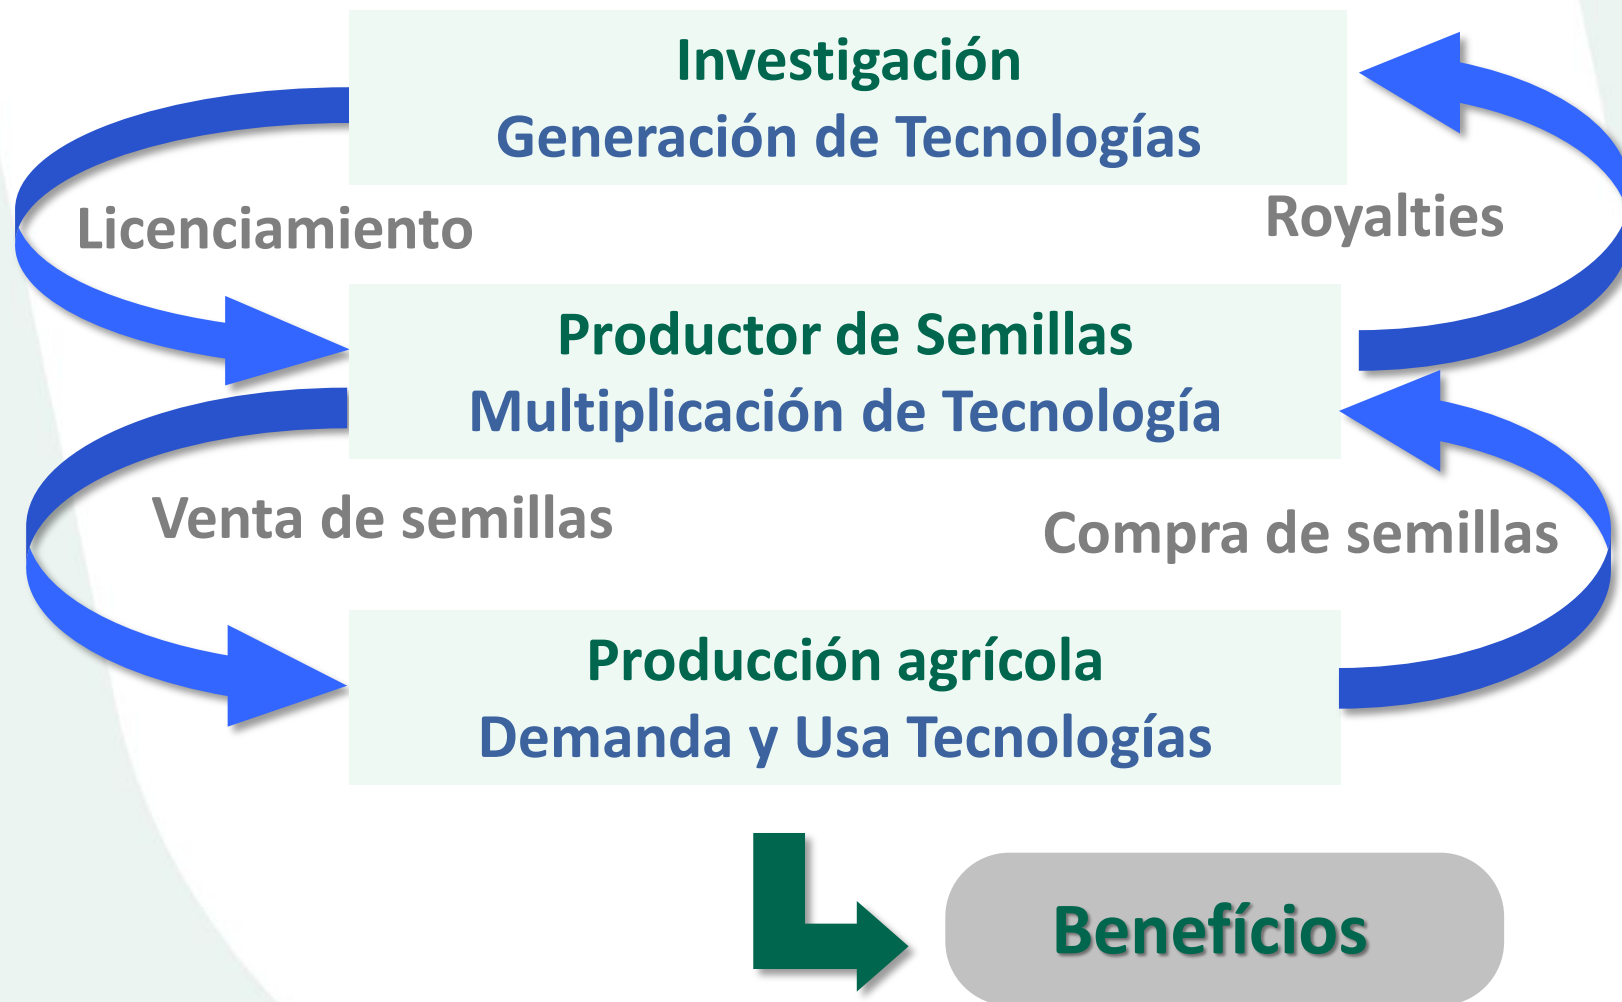 Investigación
Generación de Tecnologías
Licenciamiento
Royalties
Productor de Semillas
Multiplicación de Tecnología
Venta de semillas
Compra de semillas
Producción agrícola
Demanda y Usa Tecnologías
Benefícios